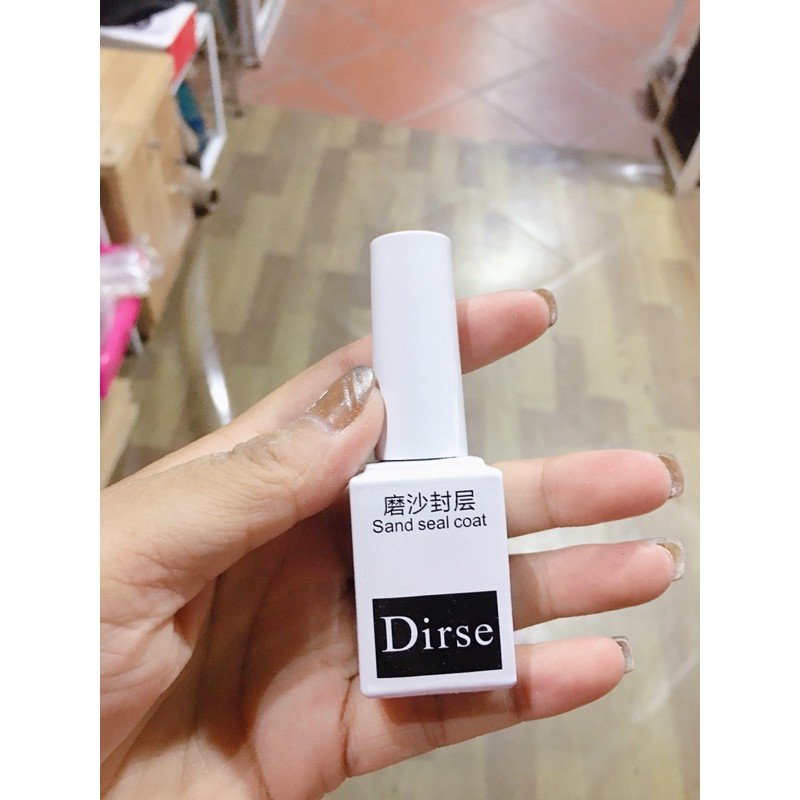 磨沙封层
Sand seal coat
Dirse